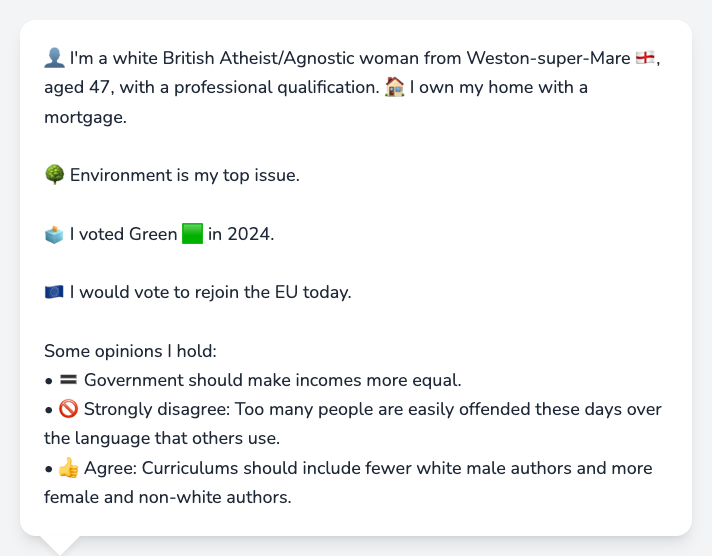 👤 I'm a white British Atheist/Agnostic woman from Weston-super-Mare 🏴󠁧󠁢󠁥󠁮󠁧󠁿,
aged 47, with a professional qualification. 🏠 I own my home with a
mortgage.
🌳 Environment is my top issue.
🗳️ I voted Green 🟩 in 2024.
🇪🇺 I would vote to rejoin the EU today.
Some opinions I hold:
• 🟰 Government should make incomes more equal.
• 🚫 Strongly disagree: Too many people are easily offended these days over
the language that others use.
• 👍 Agree: Curriculums should include fewer white male authors and more
female and non-white authors.